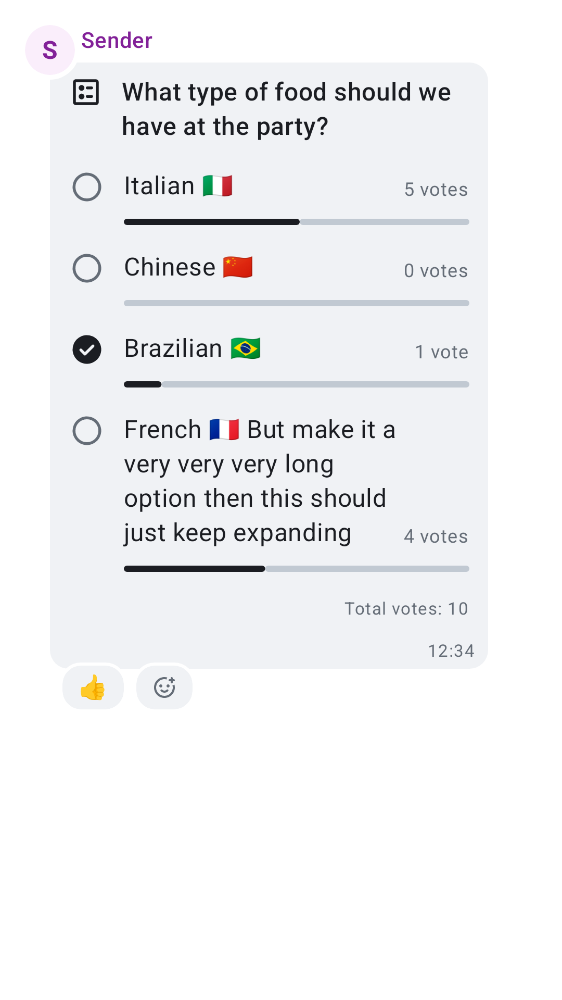 S
Sender
What type of food should we
have at the party?
Italian 🇮🇹
5 votes
Chinese 🇨🇳
0 votes
Brazilian 🇧🇷
1 vote
French 🇫🇷 But make it a
very very very long
option then this should
just keep expanding
4 votes
Total votes: 10
12:34
👍